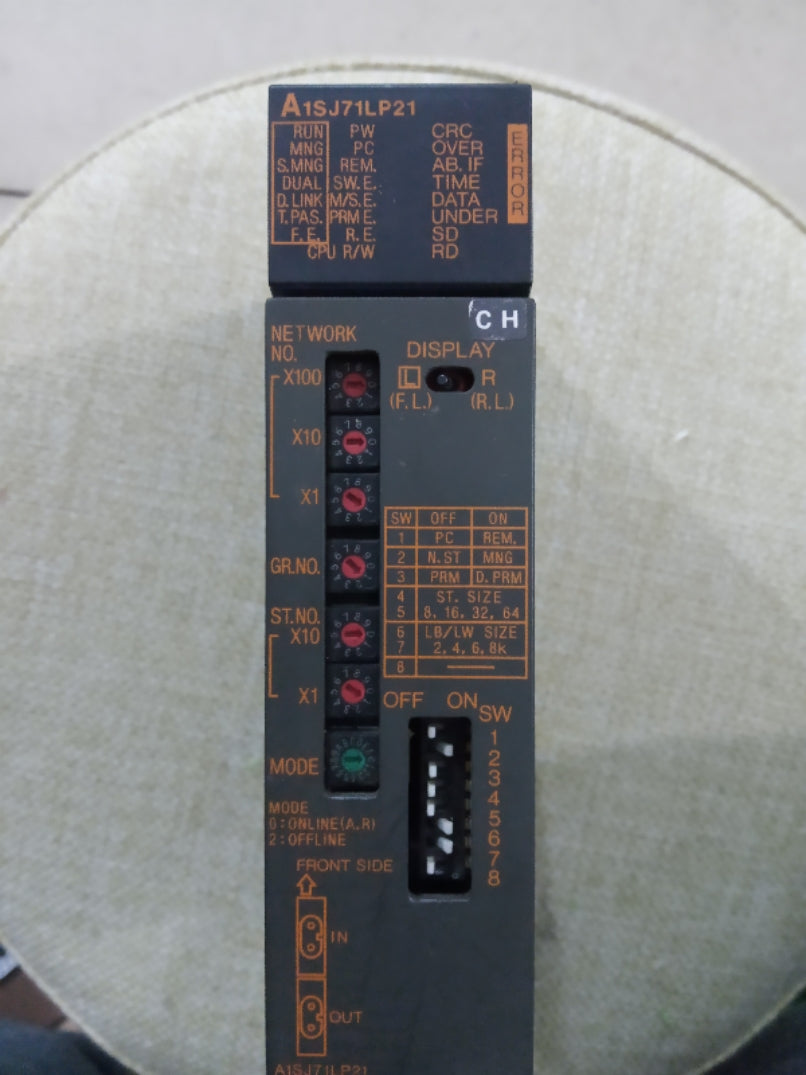 A1SJ71LP21
RUN PW CRC
MNG PC OVER
S.MNG REM. AB.IF
DUAL SW.E. TIME
D.LINK M/S.E. DATA
T.PAS. PRM E. UNDER
F.E. R.E. SD
CPU R/W RD
ERROR
CH
NETWORK
NO.
DISPLAY
X100
L R
(F.L.) (R.L.)
X10
X1
SW OFF ON
1 PC REM.
2 N.ST MNG
3 PRM D.PRM
4 ST. SIZE
5 8, 16, 32, 64
6 LB/LW SIZE
7 2, 4, 6, 8K
8
GR.NO.
ST.NO.
X10
X1
OFF ON SW
1
2
3
4
5
6
7
8
MODE
MODE
0:ONLINE(A.R)
2:OFFLINE
FRONT SIDE
IN
OUT
A1SJ71LP21